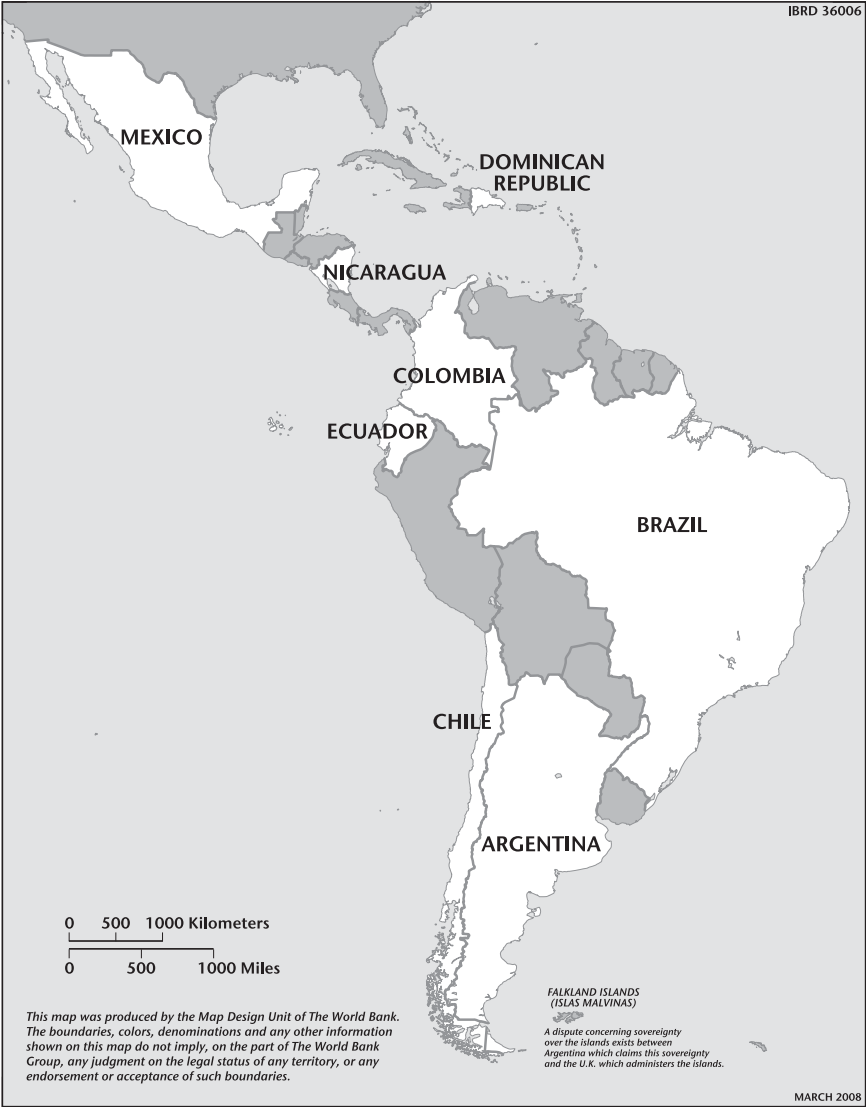 IBRD 36006
MEXICO
DOMINICAN
REPUBLIC
NICARAGUA
COLOMBIA
ECUADOR
BRAZIL
CHILE
ARGENTINA
0 500 1000 Kilometers
0 500 1000 Miles
FALKLAND ISLANDS
(ISLAS MALVINAS)
A dispute concerning sovereignty
over the islands exists between
Argentina which claims this sovereignty
and the U.K. which administers the islands.
This map was produced by the Map Design Unit of The World Bank.
The boundaries, colors, denominations and any other information
shown on this map do not imply, on the part of The World Bank
Group, any judgment on the legal status of any territory, or any
endorsement or acceptance of such boundaries.
MARCH 2008